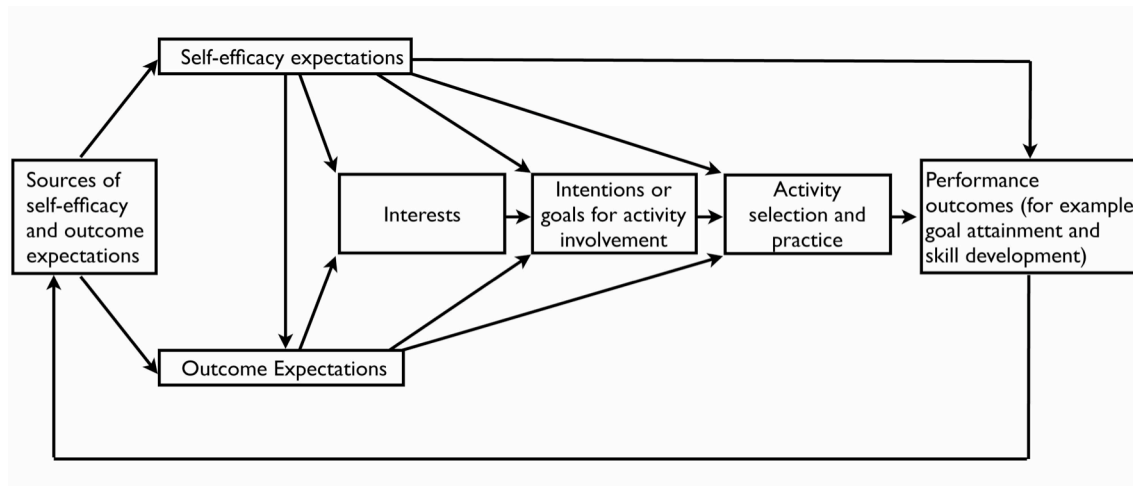 Self-efficacy expectations
Sources of
self-efficacy
and outcome
expectations
Interests
Intentions or
goals for activity
involvement
Activity
selection and
practice
Performance
outcomes (for example
goal attainment and
skill development)
Outcome Expectations